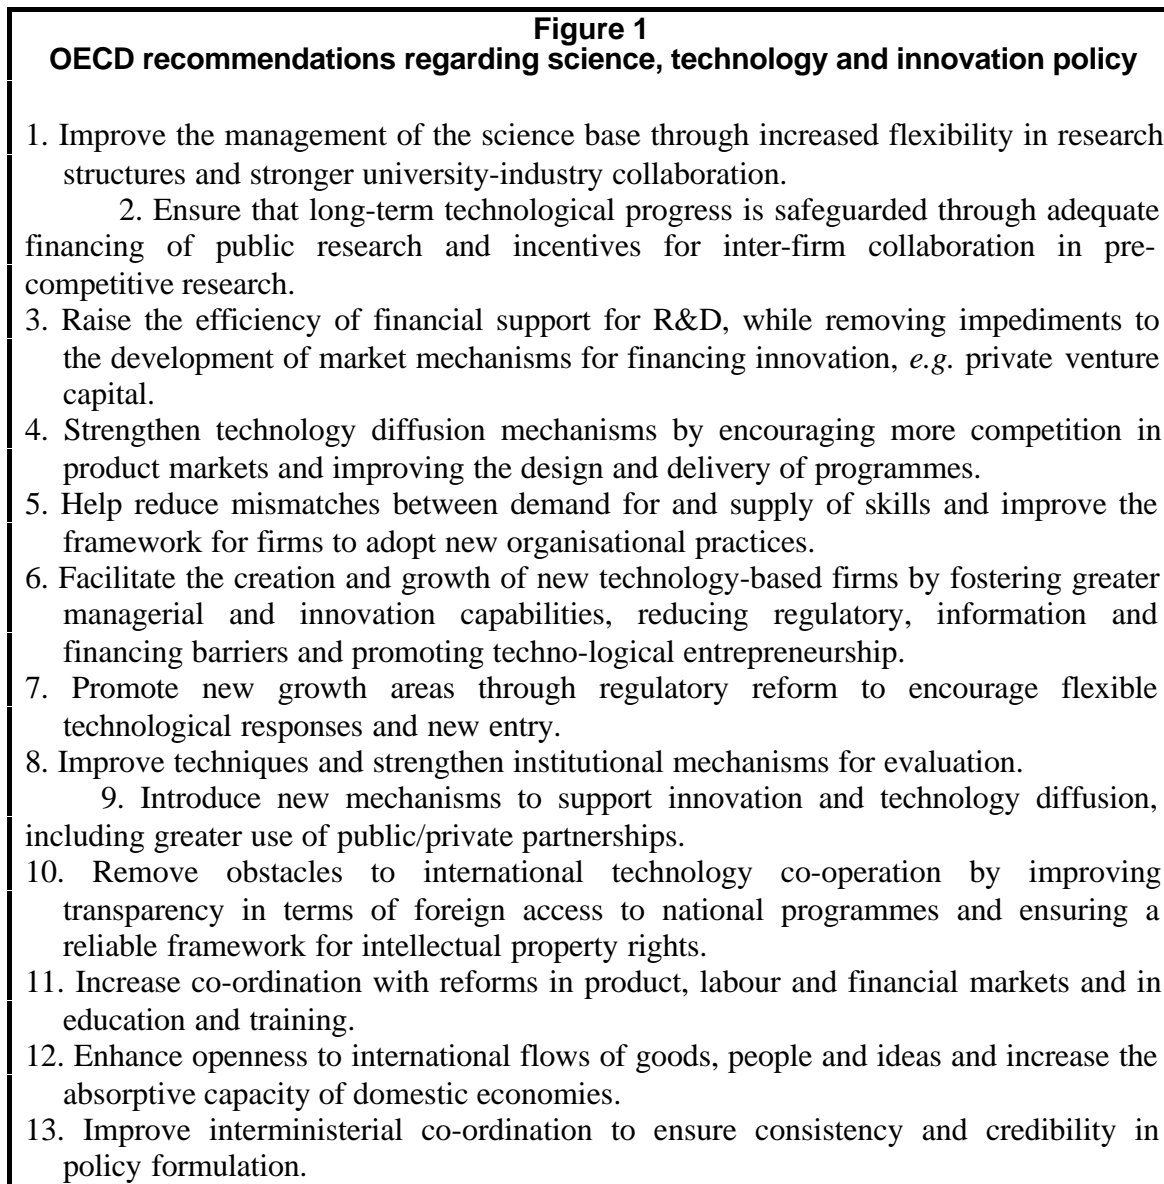 Figure 1
OECD recommendations regarding science, technology and innovation policy
1. Improve the management of the science base through increased flexibility in research
structures and stronger university-industry collaboration.
2. Ensure that long-term technological progress is safeguarded through adequate
financing of public research and incentives for inter-firm collaboration in pre-
competitive research.
3. Raise the efficiency of financial support for R&D, while removing impediments to
the development of market mechanisms for financing innovation, e.g. private venture
capital.
4. Strengthen technology diffusion mechanisms by encouraging more competition in
product markets and improving the design and delivery of programmes.
5. Help reduce mismatches between demand for and supply of skills and improve the
framework for firms to adopt new organisational practices.
6. Facilitate the creation and growth of new technology-based firms by fostering greater
managerial and innovation capabilities, reducing regulatory, information and
financing barriers and promoting techno-logical entrepreneurship.
7. Promote new growth areas through regulatory reform to encourage flexible
technological responses and new entry.
8. Improve techniques and strengthen institutional mechanisms for evaluation.
9. Introduce new mechanisms to support innovation and technology diffusion,
including greater use of public/private partnerships.
10. Remove obstacles to international technology co-operation by improving
transparency in terms of foreign access to national programmes and ensuring a
reliable framework for intellectual property rights.
11. Increase co-ordination with reforms in product, labour and financial markets and in
education and training.
12. Enhance openness to international flows of goods, people and ideas and increase the
absorptive capacity of domestic economies.
13. Improve interministerial co-ordination to ensure consistency and credibility in
policy formulation.